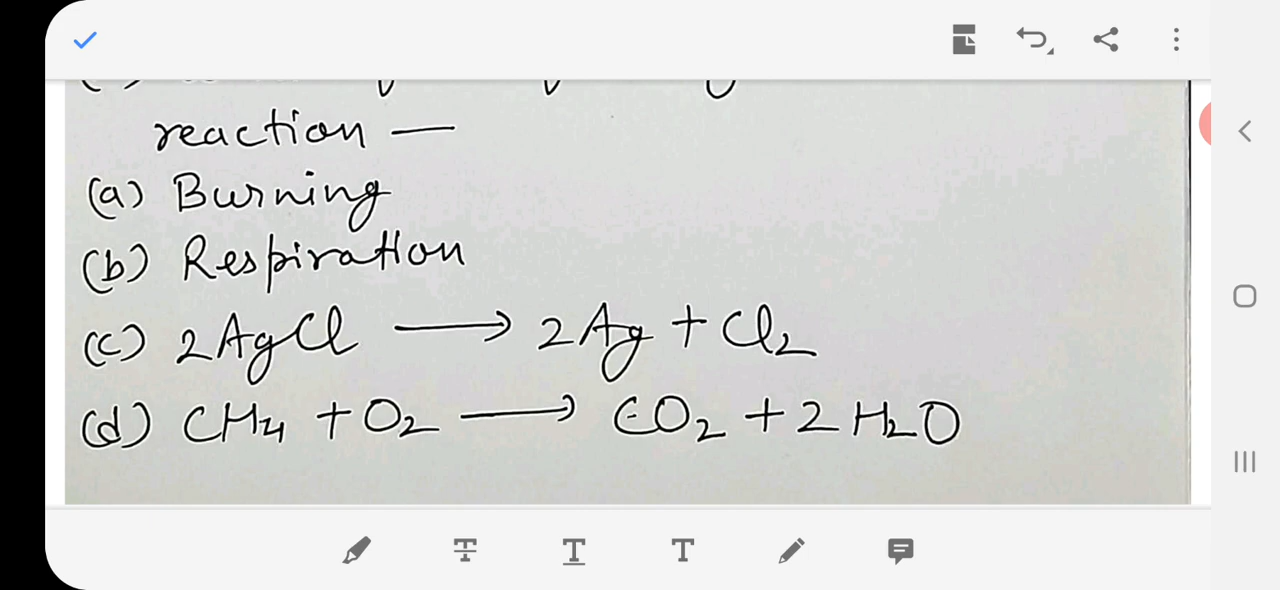 reaction —
(a) Burning
(b) Respiration
(c) 2AgCl ⟶ 2Ag + Cl₂
(d) CH₄ + O₂ ⟶ CO₂ + 2H₂O